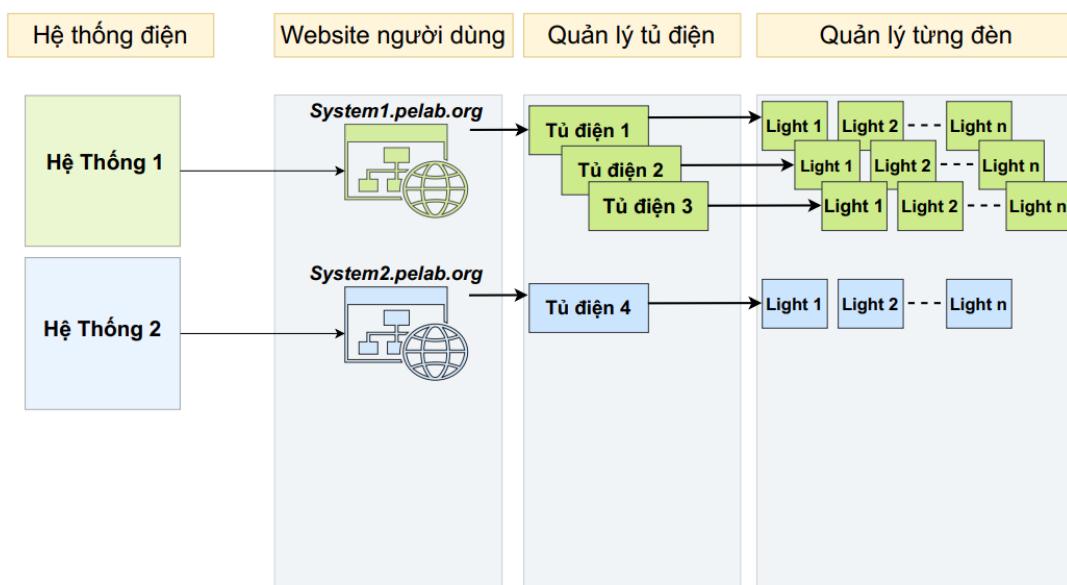 Hệ thống điện
Website người dùng
Quản lý tủ điện
Quản lý từng đèn
Hệ Thống 1
System1.pelab.org
Tủ điện 1
Light 1
Light 2
Light n
Tủ điện 2
Light 1
Light 2
Light n
Tủ điện 3
Light 1
Light 2
Light n
Hệ Thống 2
System2.pelab.org
Tủ điện 4
Light 1
Light 2
Light n